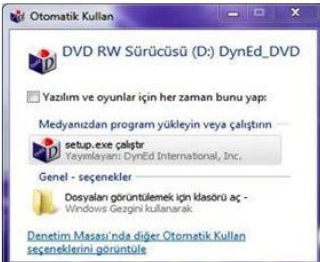 Otomatik Kullan
DVD RW Sürücüsü (D:) DynEd_DVD
Yazılım ve oyunlar için her zaman bunu yap:
Medyanızdan program yükleyin veya çalıştırın
setup.exe çalıştır
Yayımlayan: DynEd International, Inc.
Genel - seçenekler
Dosyaları görüntülemek için klasörü aç -
Windows Gezgini kullanarak
Denetim Masası'nda diğer Otomatik Kullan
seçeneklerini görüntüle